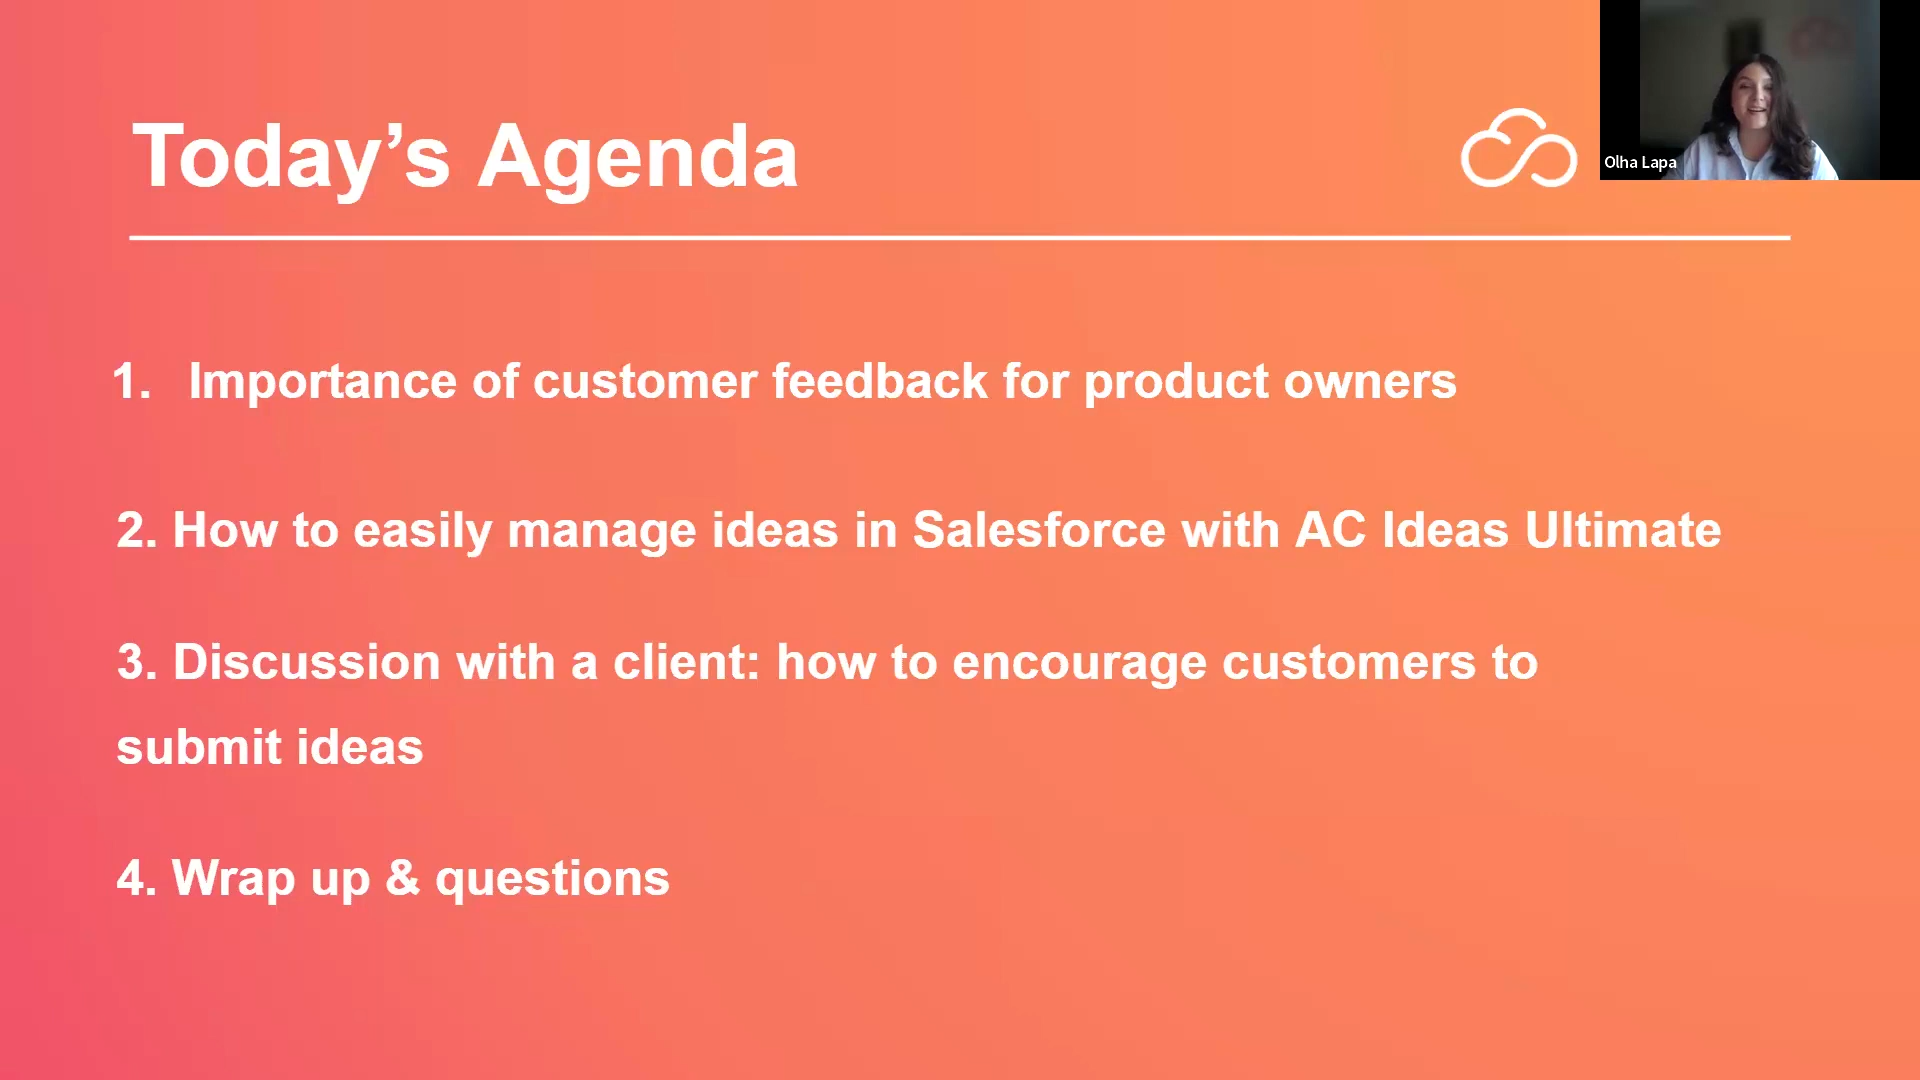 Today’s Agenda
Olha Lapa
1. Importance of customer feedback for product owners
2. How to easily manage ideas in Salesforce with AC Ideas Ultimate
3. Discussion with a client: how to encourage customers to
submit ideas
4. Wrap up & questions